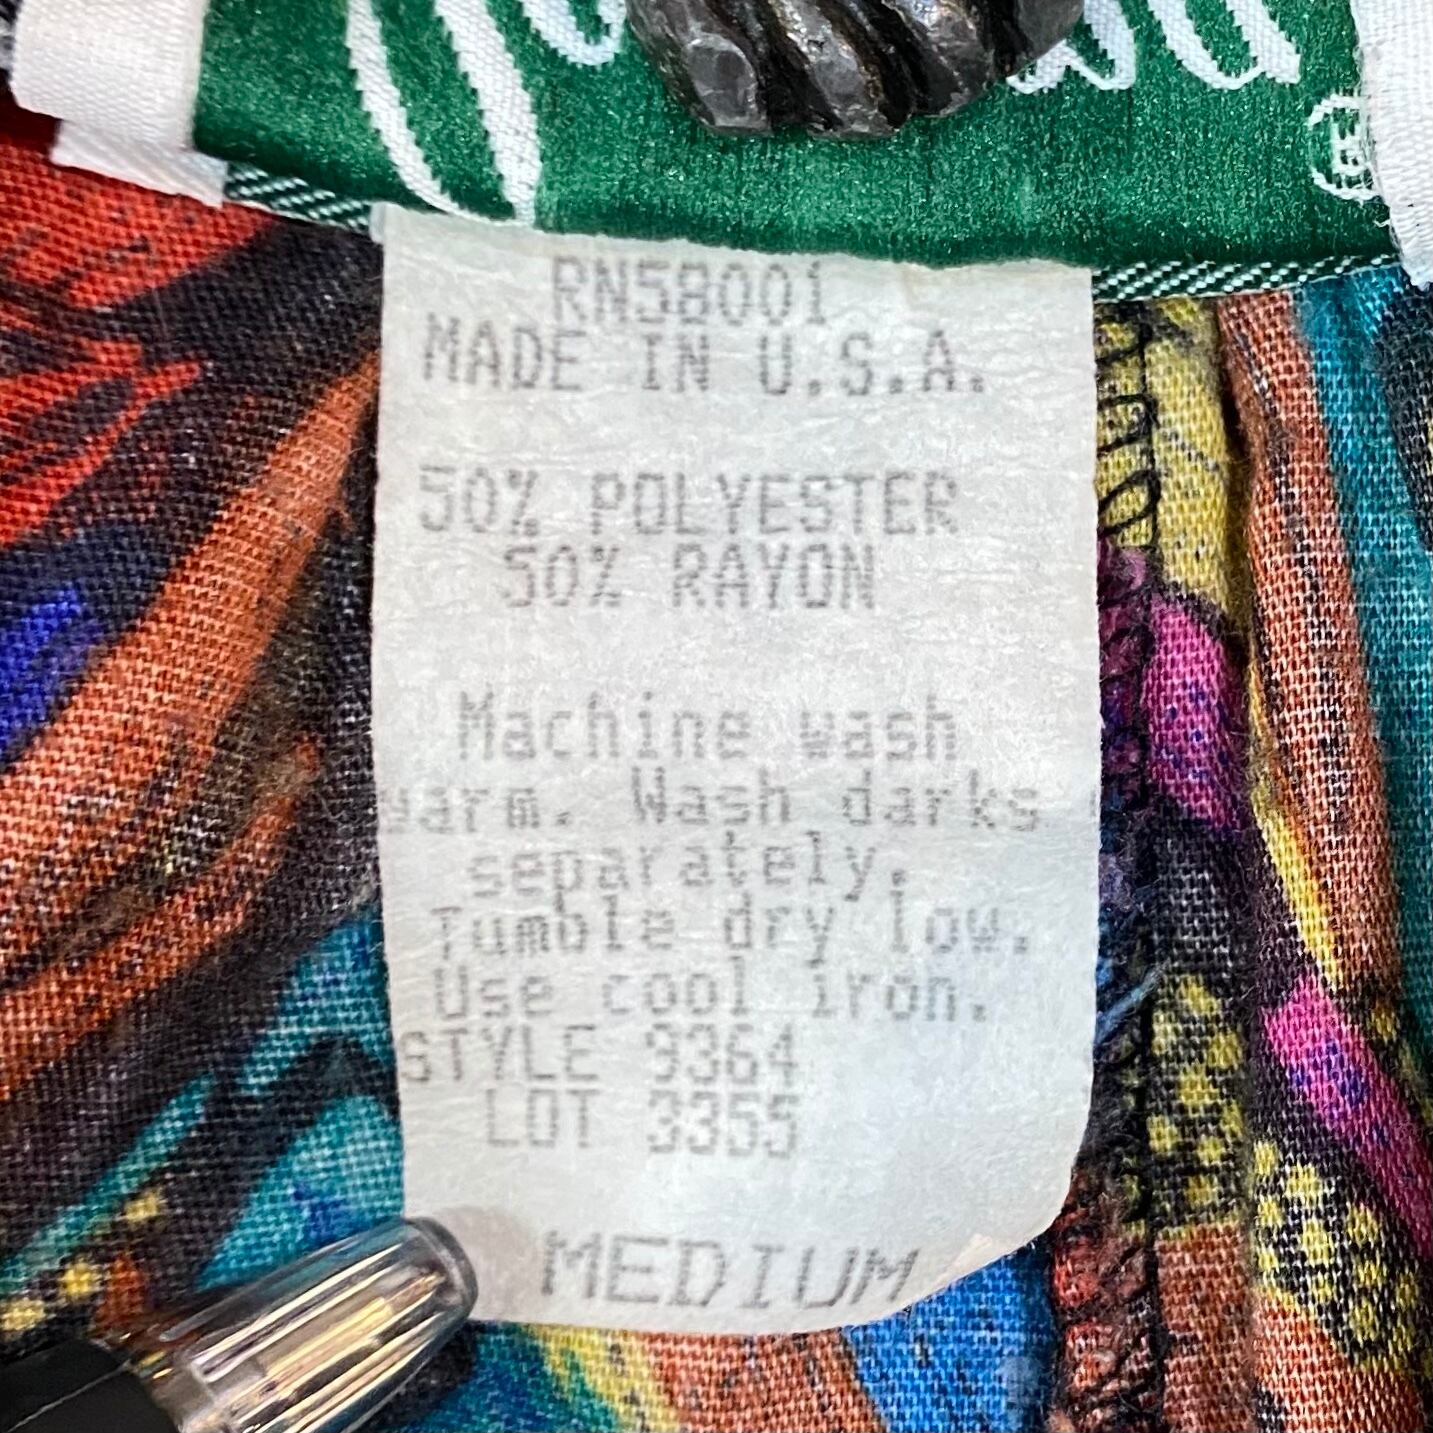 RN58001
MADE IN U.S.A.
50% POLYESTER
50% RAYON
Machine wash
warm. Wash darks
separately.
Tumble dry low.
Use cool iron.
STYLE 9364
LOT 3355
MEDIUM
®